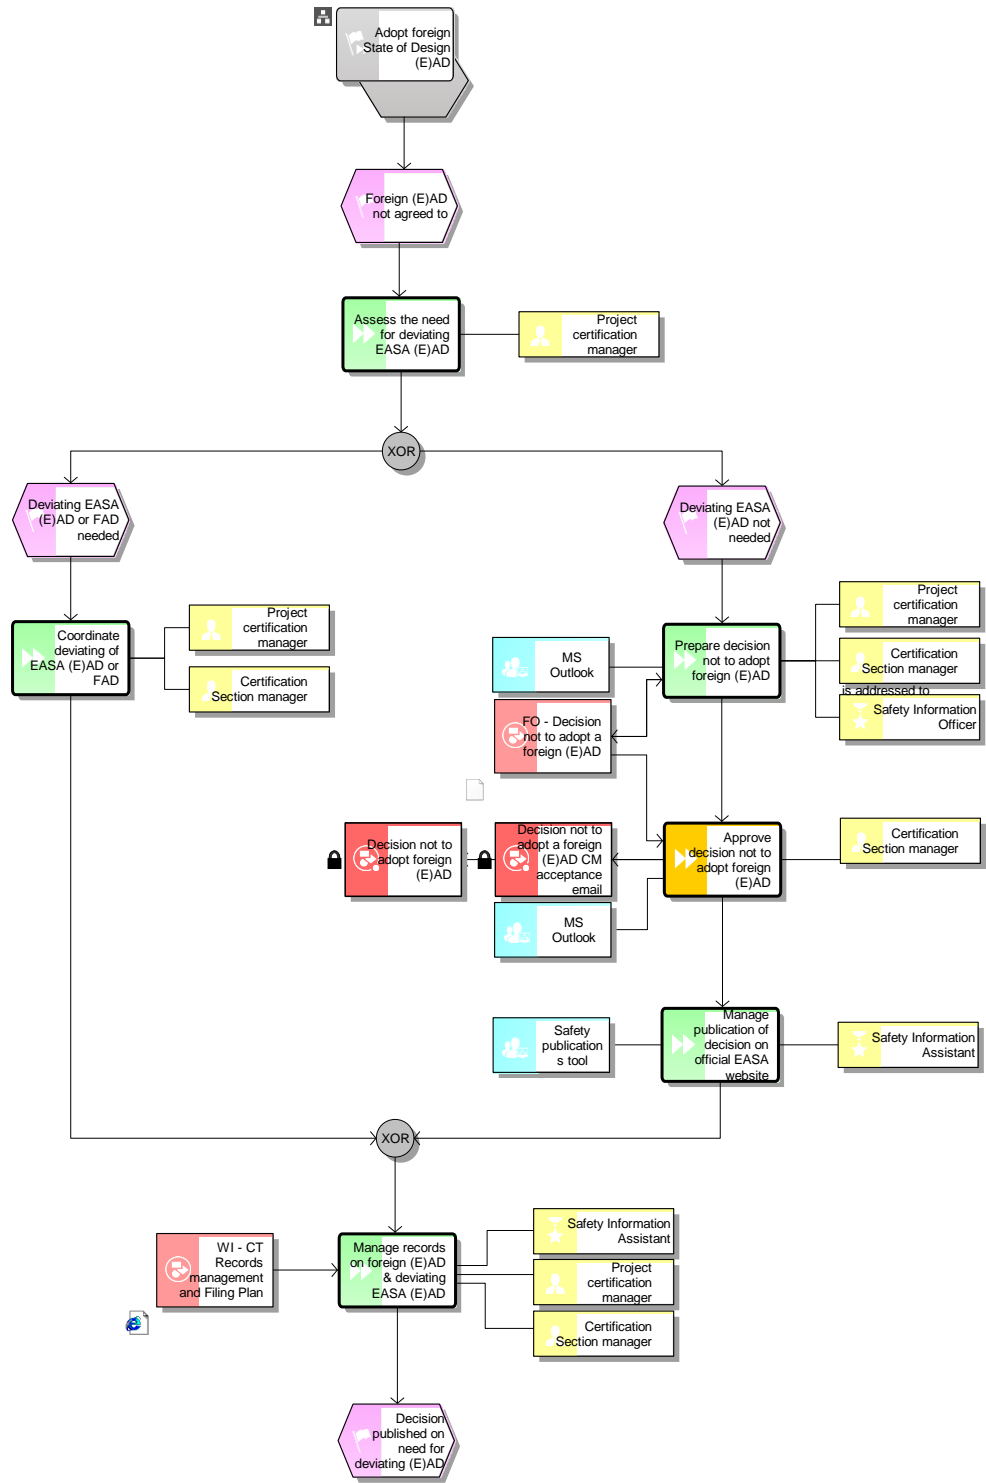 Adopt foreign
State of Design
(E)AD
Foreign (E)AD
not agreed to
Assess the need
for deviating
EASA (E)AD
Project
certification
manager
XOR
Deviating EASA
(E)AD or FAD
needed
Deviating EASA
(E)AD not
needed
Coordinate
deviating of
EASA (E)AD or
FAD
Project
certification
manager
Certification
Section manager
MS
Outlook
Prepare decision
not to adopt
foreign (E)AD
Project
certification
manager
Certification
Section manager
is addressed to
Safety Information
Officer
FO - Decision
not to adopt a
foreign (E)AD
Decision not to
adopt foreign
(E)AD
Decision not to
adopt a foreign
(E)AD CM
acceptance
email
Approve
decision not to
adopt foreign
(E)AD
Certification
Section manager
MS
Outlook
Safety
publication
s tool
Manage
publication of
decision on
official EASA
website
Safety Information
Assistant
XOR
WI - CT
Records
management
and Filing Plan
Manage records
on foreign (E)AD
& deviating
EASA (E)AD
Safety Information
Assistant
Project
certification
manager
Certification
Section manager
Decision
published on
need for
deviating (E)AD